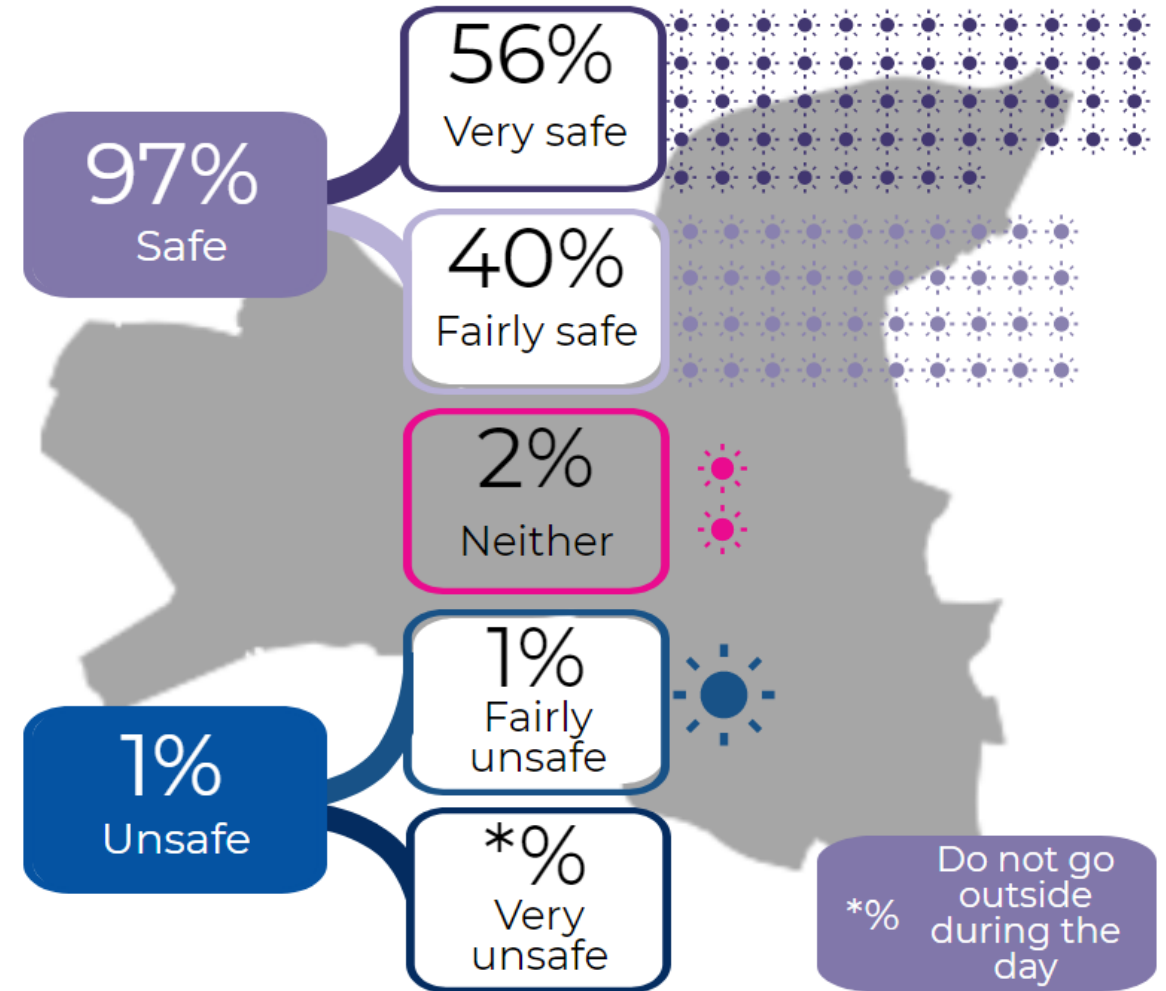 97%
Safe
56%
Very safe
40%
Fairly safe
2%
Neither
1%
Unsafe
1%
Fairly
unsafe
*%
Very
unsafe
*%
Do not go
outside
during the
day